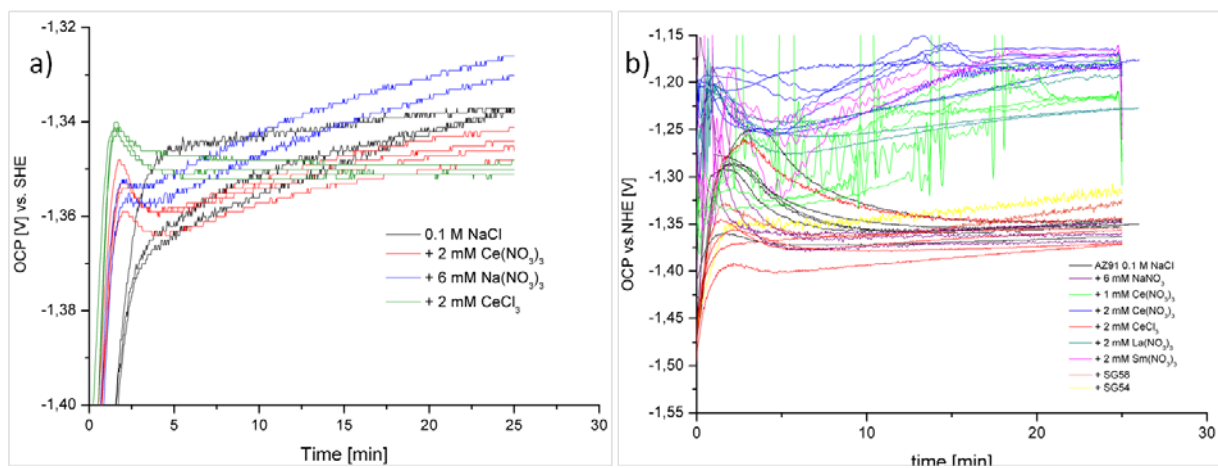 a)
-1,32
-1,34
-1,36
-1,38
-1,40
OCP [V] vs. SHE
0 5 10 15 20 25 30
Time [min]
0.1 M NaCl
+ 2 mM Ce(NO₃)₃
+ 6 mM Na(NO₃)₃
+ 2 mM CeCl₃
b)
-1,15
-1,20
-1,25
-1,30
-1,35
-1,40
-1,45
-1,50
-1,55
OCP vs.NHE [V]
0 10 20 30
time [min]
AZ91 0.1 M NaCl
+ 6 mM NaNO₃
+ 1 mM Ce(NO₃)₃
+ 2 mM Ce(NO₃)₃
+ 2 mM CeCl₃
+ 2 mM La(NO₃)₃
+ 2 mM Sm(NO₃)₃
+ SG58
+ SG54